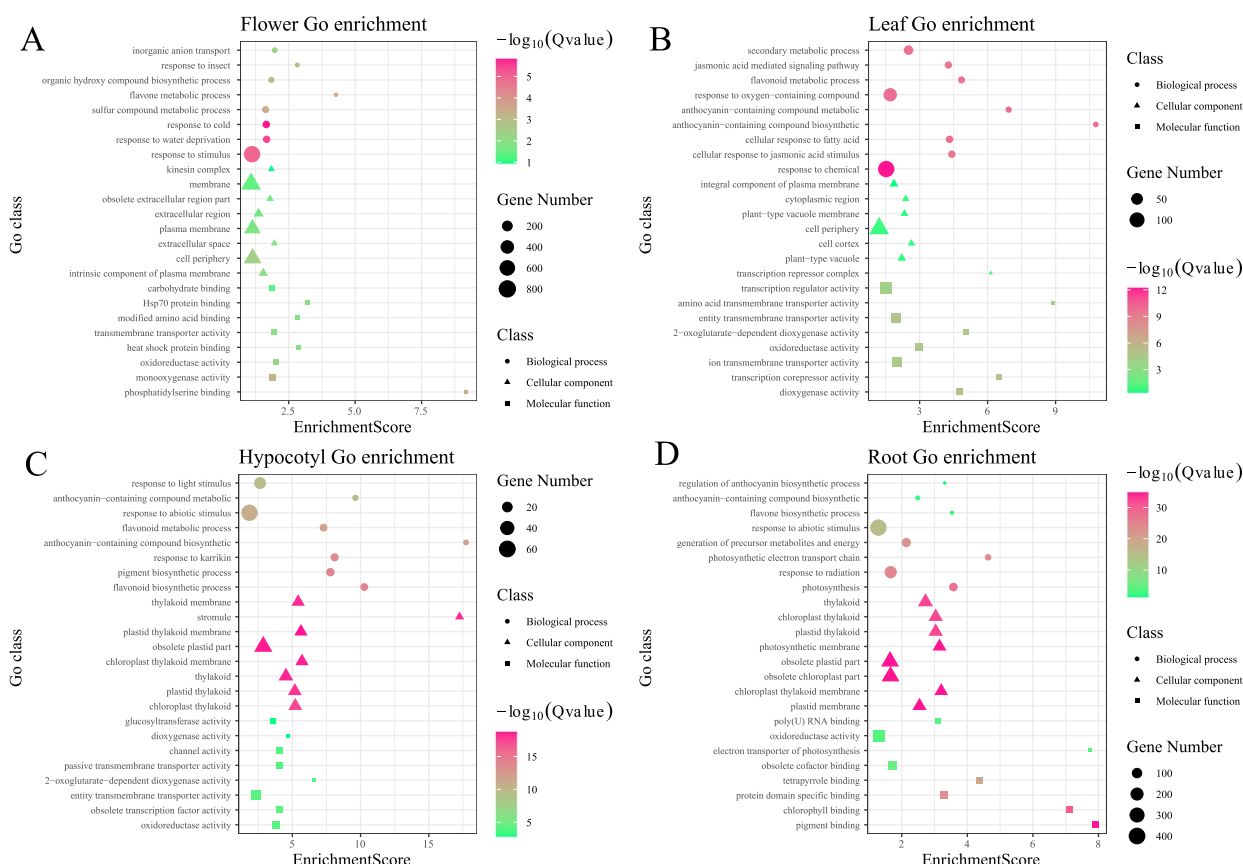 A
Flower Go enrichment
Go class
inorganic anion transport
response to insect
organic hydroxy compound biosynthetic process
flavone metabolic process
sulfur compound metabolic process
response to cold
response to water deprivation
response to stimulus
kinesin complex
membrane
obsolete extracellular region part
extracellular region
plasma membrane
extracellular space
cell periphery
intrinsic component of plasma membrane
carbohydrate binding
Hsp70 protein binding
modified amino acid binding
transmembrane transporter activity
heat shock protein binding
oxidoreductase activity
monooxygenase activity
phosphatidylserine binding
2.5 5.0 7.5
EnrichmentScore
−log10(Qvalue)
5
4
3
2
1
Gene Number
200
400
600
800
Class
Biological process
Cellular component
Molecular function
B
Leaf Go enrichment
Go class
secondary metabolic process
jasmonic acid mediated signaling pathway
flavonoid metabolic process
response to oxygen−containing compound
anthocyanin−containing compound metabolic
anthocyanin−containing compound biosynthetic
cellular response to fatty acid
cellular response to jasmonic acid stimulus
response to chemical
integral component of plasma membrane
cytoplasmic region
plant−type vacuole membrane
cell periphery
cell cortex
plant−type vacuole
transcription repressor complex
transcription regulator activity
amino acid transmembrane transporter activity
entity transmembrane transporter activity
2−oxoglutarate−dependent dioxygenase activity
oxidoreductase activity
ion transmembrane transporter activity
transcription corepressor activity
dioxygenase activity
3 6 9
EnrichmentScore
Class
Biological process
Cellular component
Molecular function
Gene Number
50
100
−log10(Qvalue)
12
9
6
3
C
Hypocotyl Go enrichment
Go class
response to light stimulus
anthocyanin−containing compound metabolic
response to abiotic stimulus
flavonoid metabolic process
anthocyanin−containing compound biosynthetic
response to karrikin
pigment biosynthetic process
flavonoid biosynthetic process
thylakoid membrane
stromule
plastid thylakoid membrane
obsolete plastid part
chloroplast thylakoid membrane
thylakoid
plastid thylakoid
chloroplast thylakoid
glucosyltransferase activity
dioxygenase activity
channel activity
passive transmembrane transporter activity
2−oxoglutarate−dependent dioxygenase activity
entity transmembrane transporter activity
obsolete transcription factor activity
oxidoreductase activity
5 10 15
EnrichmentScore
Gene Number
20
40
60
Class
Biological process
Cellular component
Molecular function
−log10(Qvalue)
15
10
5
D
Root Go enrichment
Go class
regulation of anthocyanin biosynthetic process
anthocyanin−containing compound biosynthetic
flavone biosynthetic process
response to abiotic stimulus
generation of precursor metabolites and energy
photosynthetic electron transport chain
response to radiation
photosynthesis
thylakoid
chloroplast thylakoid
plastid thylakoid
photosynthetic membrane
obsolete plastid part
obsolete chloroplast part
chloroplast thylakoid membrane
plastid membrane
poly(U) RNA binding
oxidoreductase activity
electron transporter of photosynthesis
obsolete cofactor binding
tetrapyrrole binding
protein domain specific binding
chlorophyll binding
pigment binding
2 4 6 8
EnrichmentScore
−log10(Qvalue)
30
20
10
Class
Biological process
Cellular component
Molecular function
Gene Number
100
200
300
400